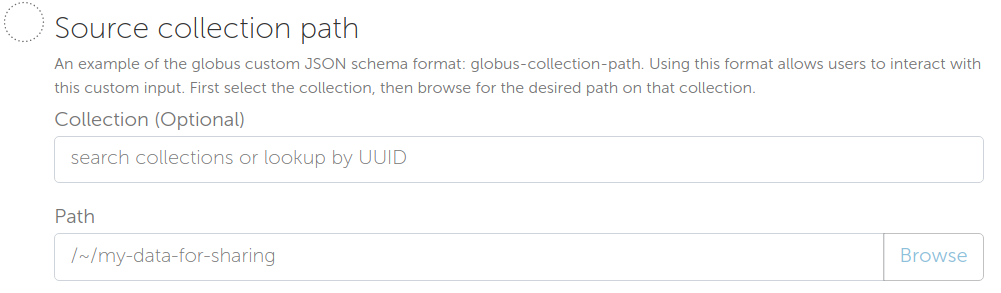 Source collection path
An example of the globus custom JSON schema format: globus-collection-path. Using this format allows users to interact with
this custom input. First select the collection, then browse for the desired path on that collection.
Collection (Optional)
search collections or lookup by UUID
Path
/~/my-data-for-sharing
Browse